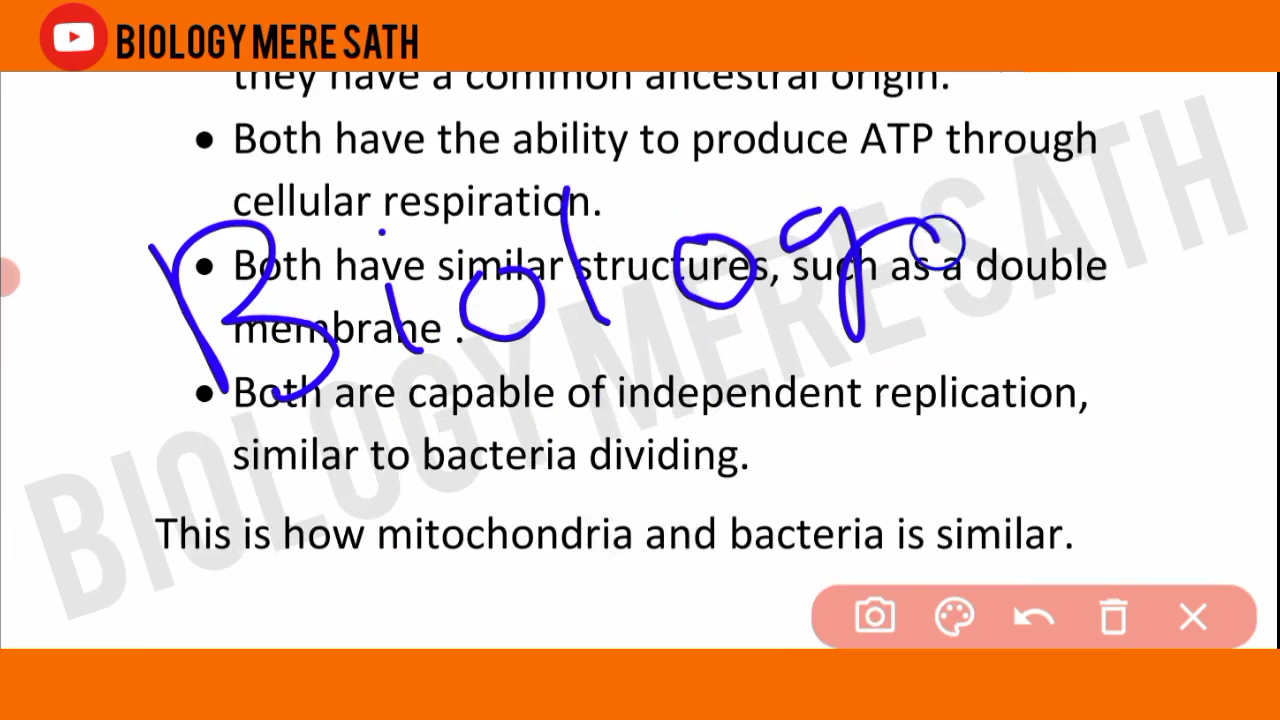 BIOLOGY MERE SATH
they have a common ancestral origin.
• Both have the ability to produce ATP through
cellular respiration.
• Both have similar structures, such as a double
membrane .
• Both are capable of independent replication,
similar to bacteria dividing.
This is how mitochondria and bacteria is similar.
Biolog
BIOLOGY MERE SATH